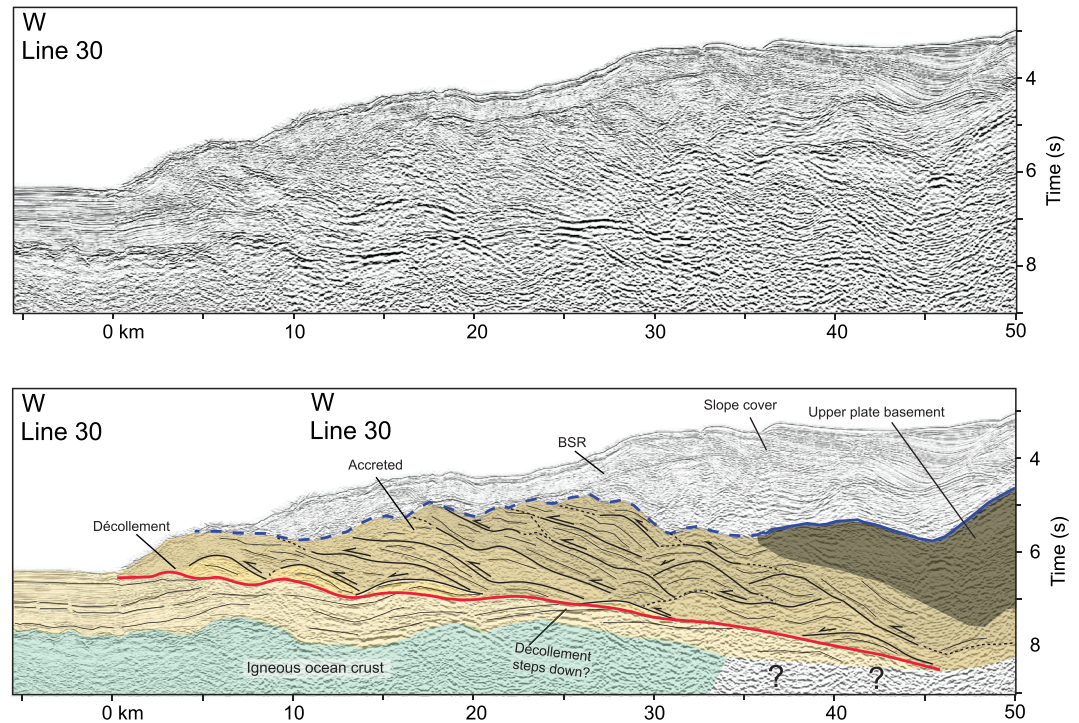 W
Line 30
4
6
8
Time (s)
0 km
10
20
30
40
50
W
Line 30
W
Line 30
Slope cover
Upper plate basement
BSR
Accreted
Décollement
4
6
8
Time (s)
Décollement
steps down?
Igneous ocean crust
?
?
0 km
10
20
30
40
50